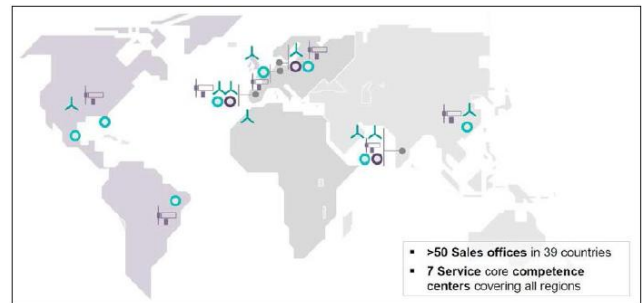 ▪ >50 Sales offices in 39 countries
▪ 7 Service core competence
centers covering all regions